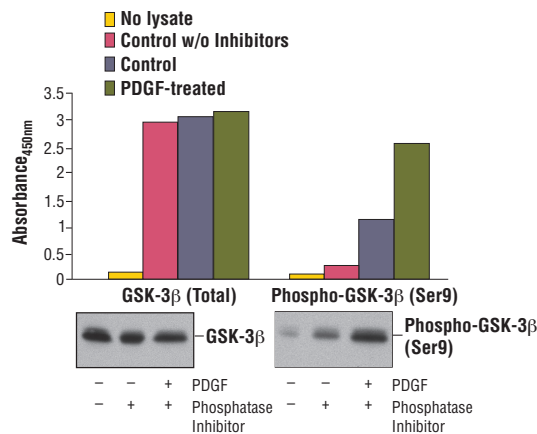 No lysate
Control w/o Inhibitors
Control
PDGF-treated
Absorbance450nm
3.5
3
2.5
2
1.5
1
0.5
0
GSK-3β (Total) Phospho-GSK-3β (Ser9)
GSK-3β
Phospho-GSK-3β
(Ser9)
– – + PDGF – – + PDGF
– + + Phosphatase – + + Phosphatase
Inhibitor Inhibitor